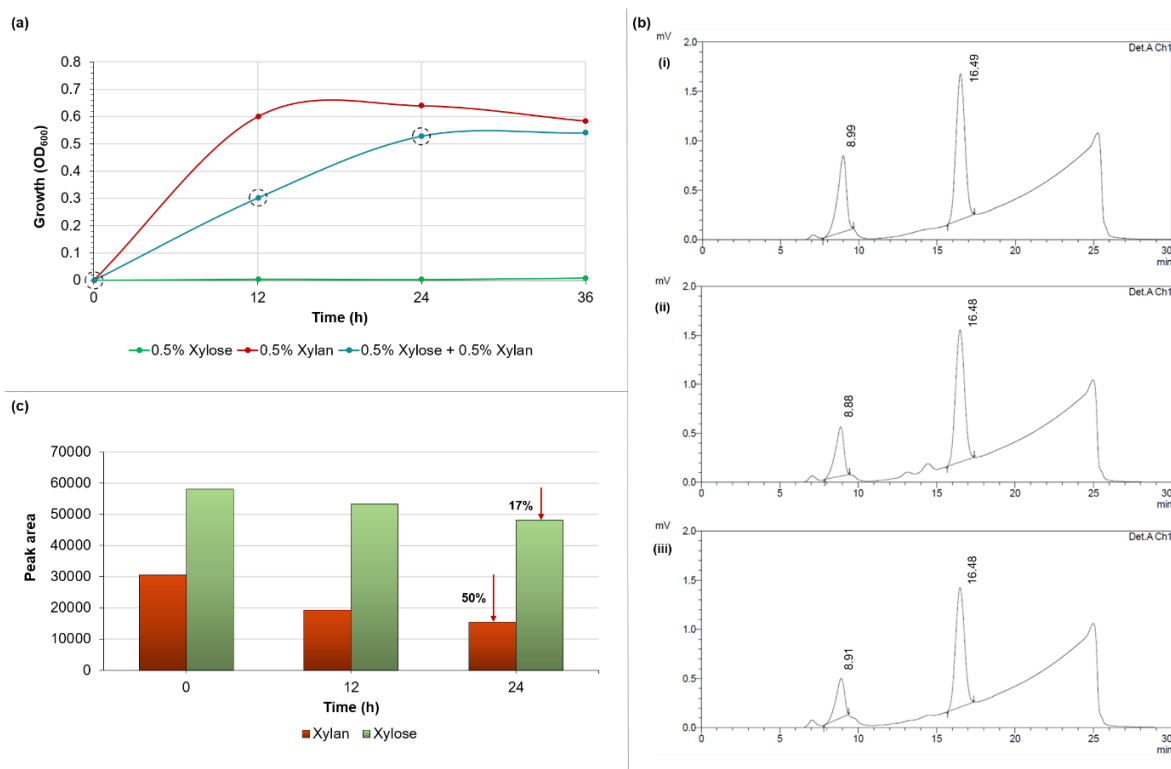 (a)
Growth (OD600)
0.8
0.7
0.6
0.5
0.4
0.3
0.2
0.1
0
0 12 24 36
Time (h)
0.5% Xylose 0.5% Xylan 0.5% Xylose + 0.5% Xylan
(b)
mV
(i)
2.0
Det.A Ch1
1.5
1.0
0.5
0.0
8.99
16.49
0 5 10 15 20 25 30
min
mV
(ii)
2.0
Det.A Ch1
1.5
1.0
0.5
0.0
8.88
16.48
0 5 10 15 20 25 30
min
mV
(iii)
2.0
Det.A Ch1
1.5
1.0
0.5
0.0
8.91
16.48
0 5 10 15 20 25 30
min
(c)
Peak area
70000
60000
50000
40000
30000
20000
10000
0
17%
50%
0 12 24
Time (h)
Xylan Xylose